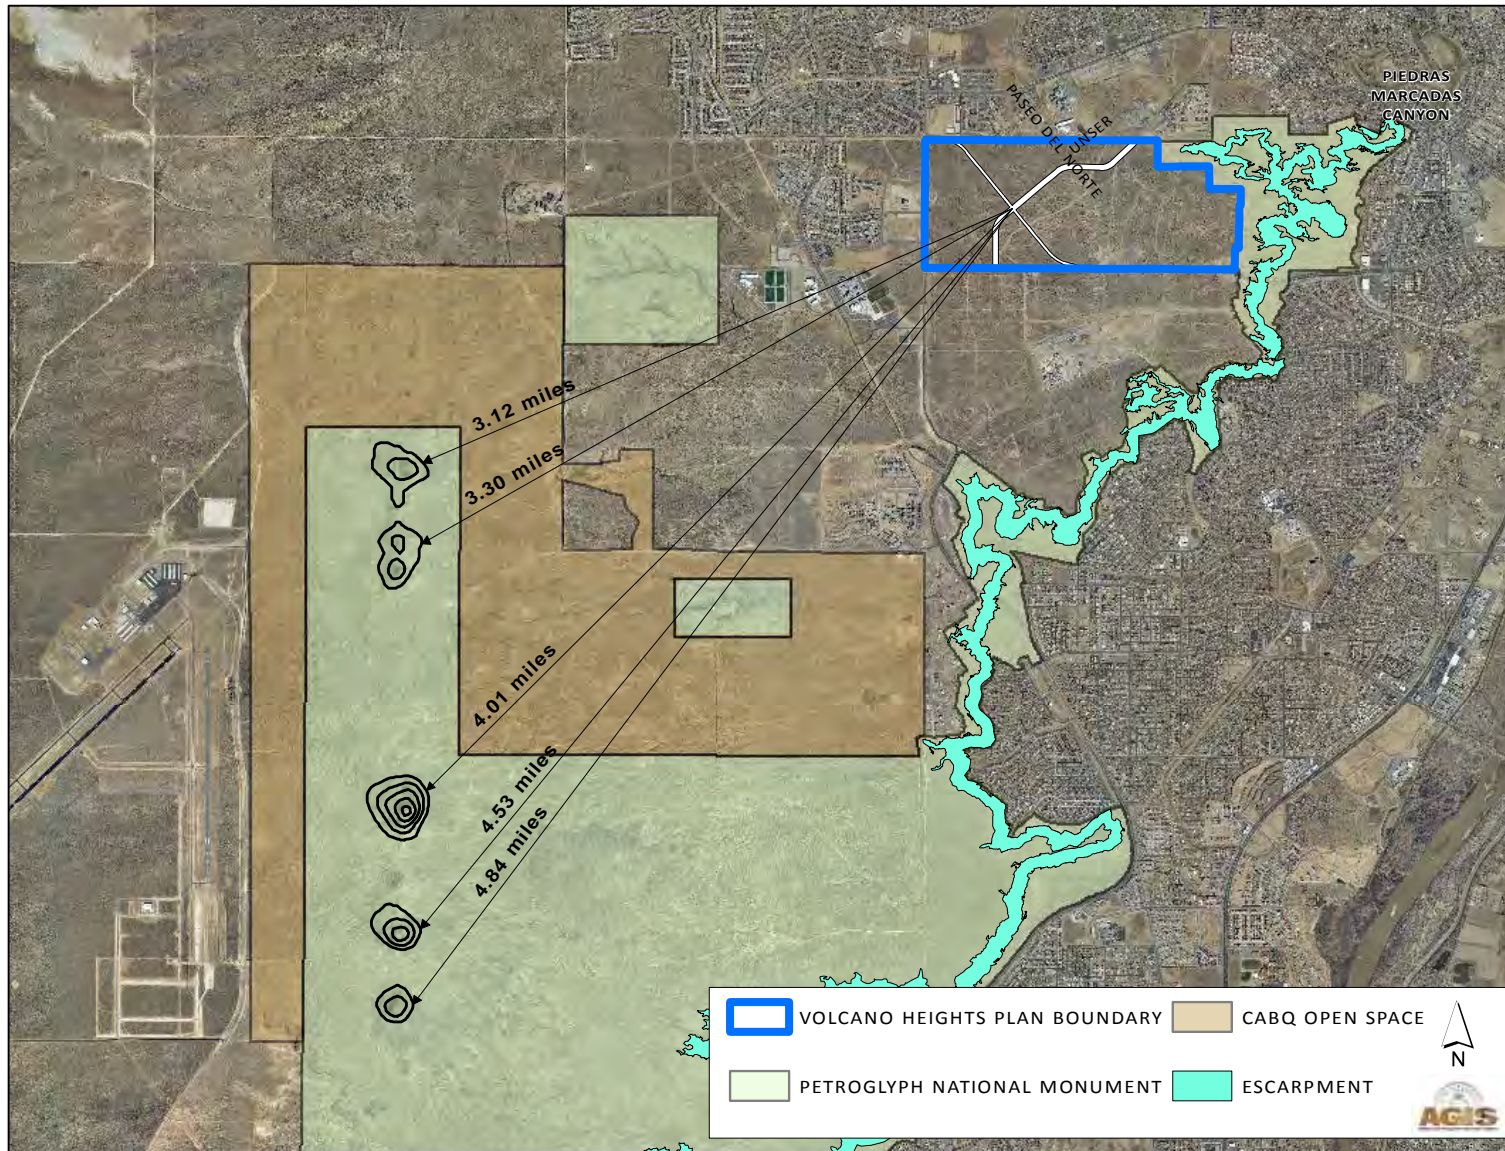 PIEDRAS
MARCADAS
CANYON
PASEO DEL NORTE
UNSER
3.12 miles
3.30 miles
4.01 miles
4.53 miles
4.84 miles
VOLCANO HEIGHTS PLAN BOUNDARY
CABQ OPEN SPACE
PETROGLYPH NATIONAL MONUMENT
ESCARPMENT
N
AGIS